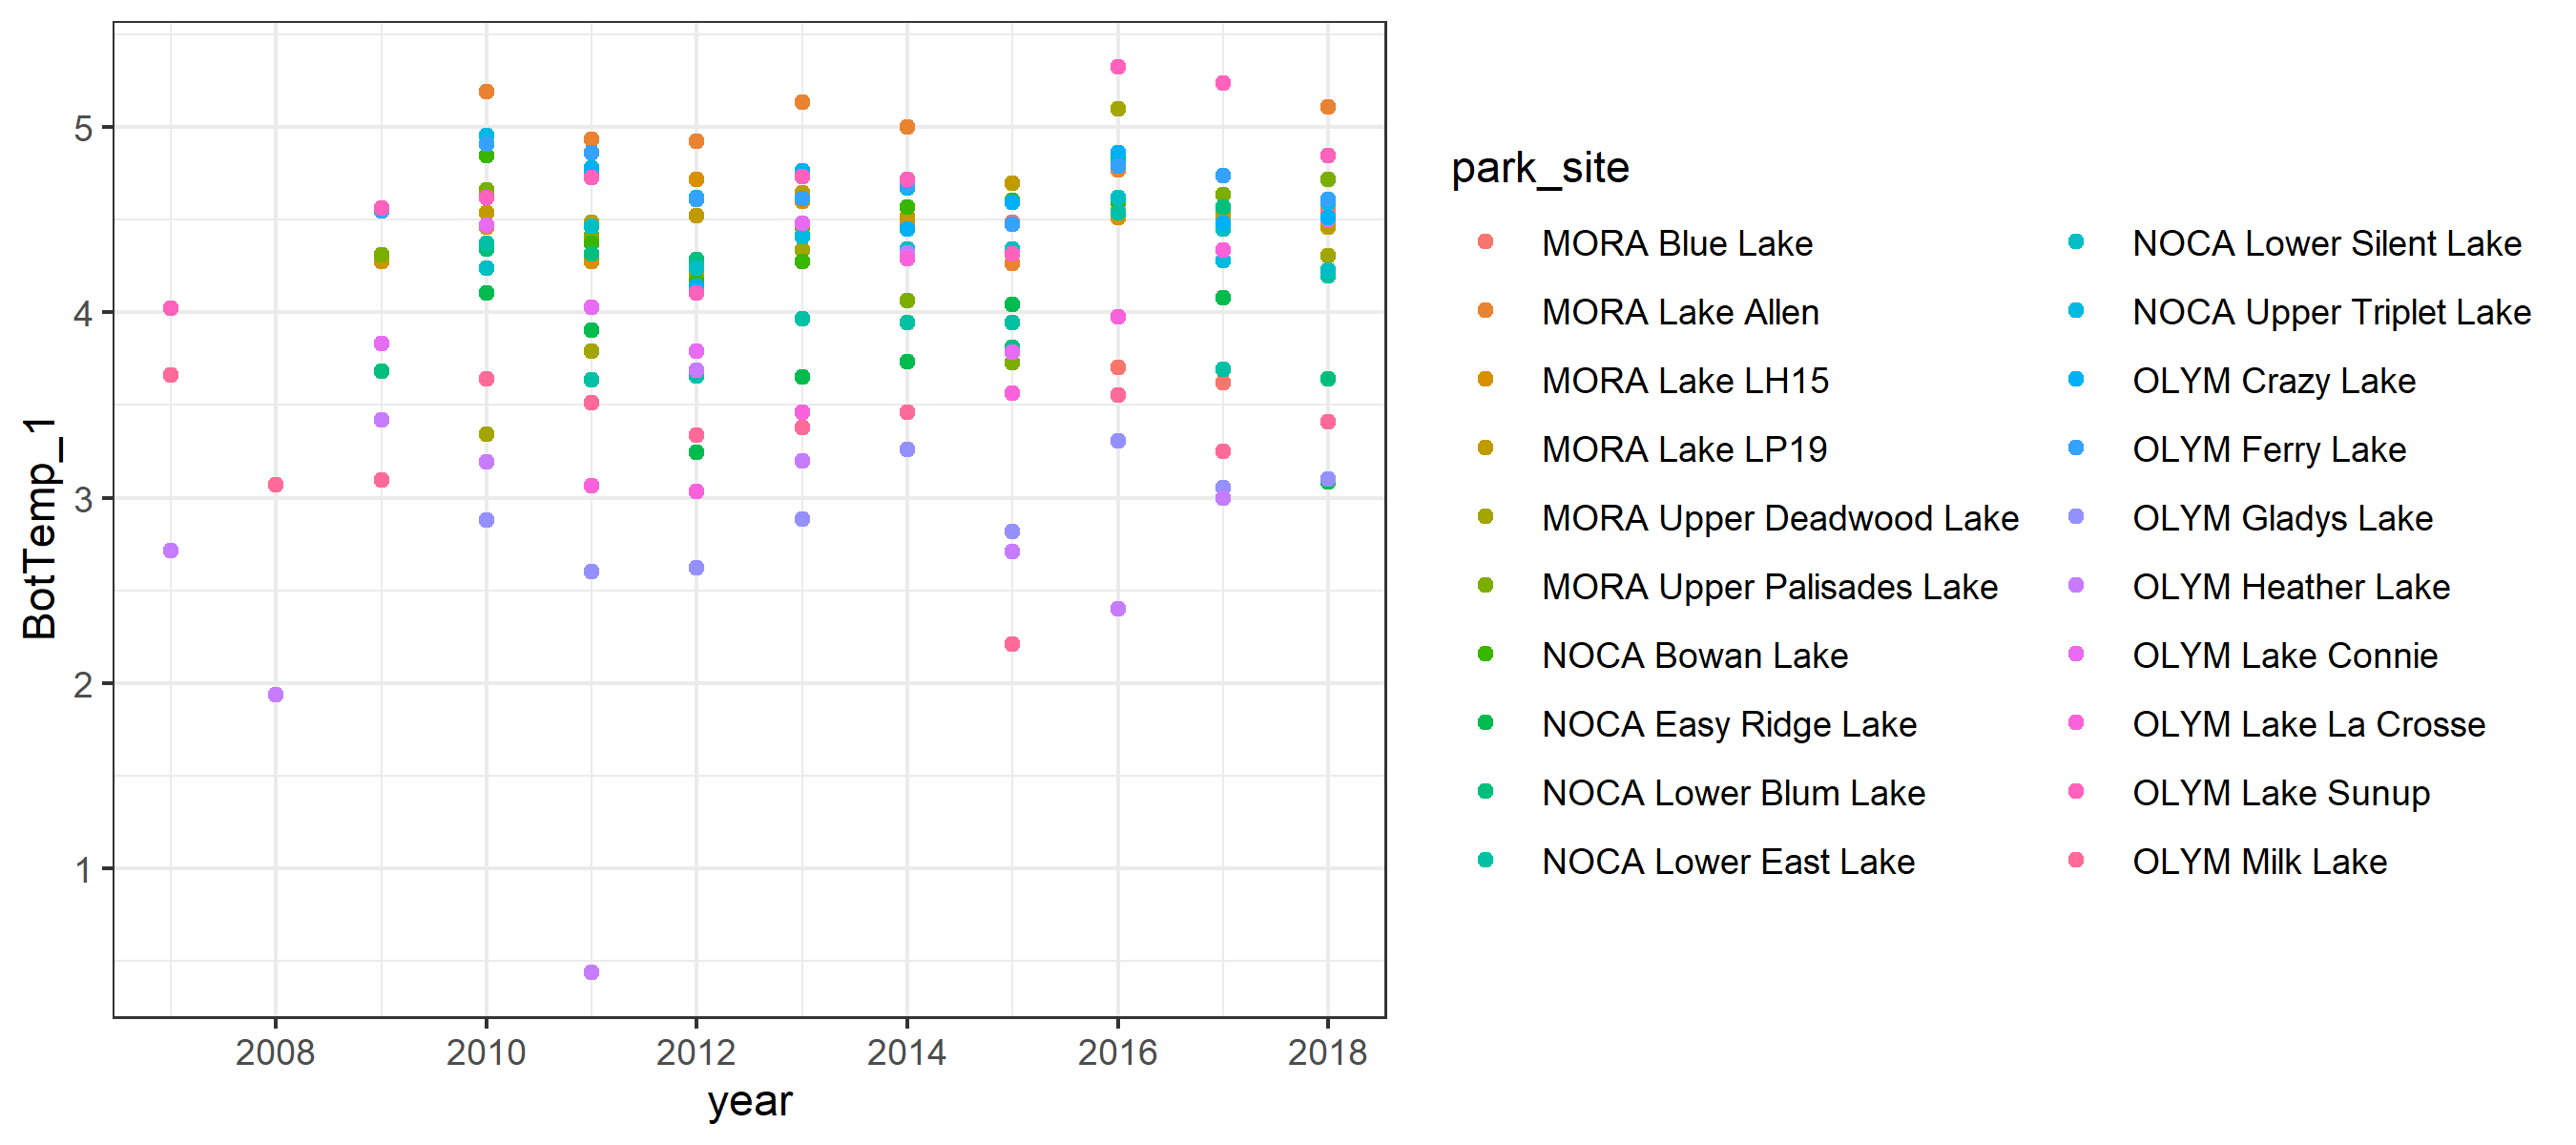 BotTemp_1
5
4
3
2
1
2008 2010 2012 2014 2016 2018
year
park_site
MORA Blue Lake
MORA Lake Allen
MORA Lake LH15
MORA Lake LP19
MORA Upper Deadwood Lake
MORA Upper Palisades Lake
NOCA Bowan Lake
NOCA Easy Ridge Lake
NOCA Lower Blum Lake
NOCA Lower East Lake
NOCA Lower Silent Lake
NOCA Upper Triplet Lake
OLYM Crazy Lake
OLYM Ferry Lake
OLYM Gladys Lake
OLYM Heather Lake
OLYM Lake Connie
OLYM Lake La Crosse
OLYM Lake Sunup
OLYM Milk Lake